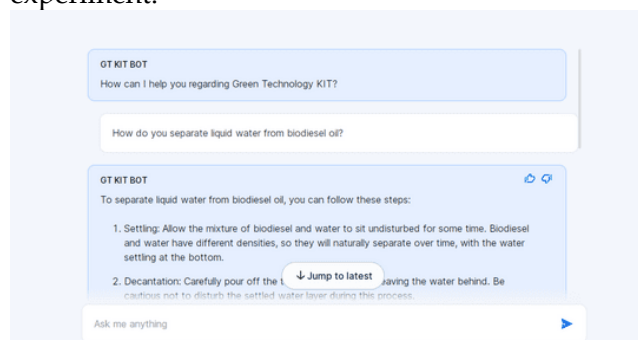 experiment.
GT KIT BOT
How can I help you regarding Green Technology KIT?
How do you separate liquid water from biodiesel oil?
GT KIT BOT
To separate liquid water from biodiesel oil, you can follow these steps:
1. Settling: Allow the mixture of biodiesel and water to sit undisturbed for some time. Biodiesel
and water have different densities, so they will naturally separate over time, with the water
settling at the bottom.
2. Decantation: Carefully pour off the
↓ Jump to latest
eaving the water behind. Be
cautious not to disturb the settled water layer during this process.
Ask me anything